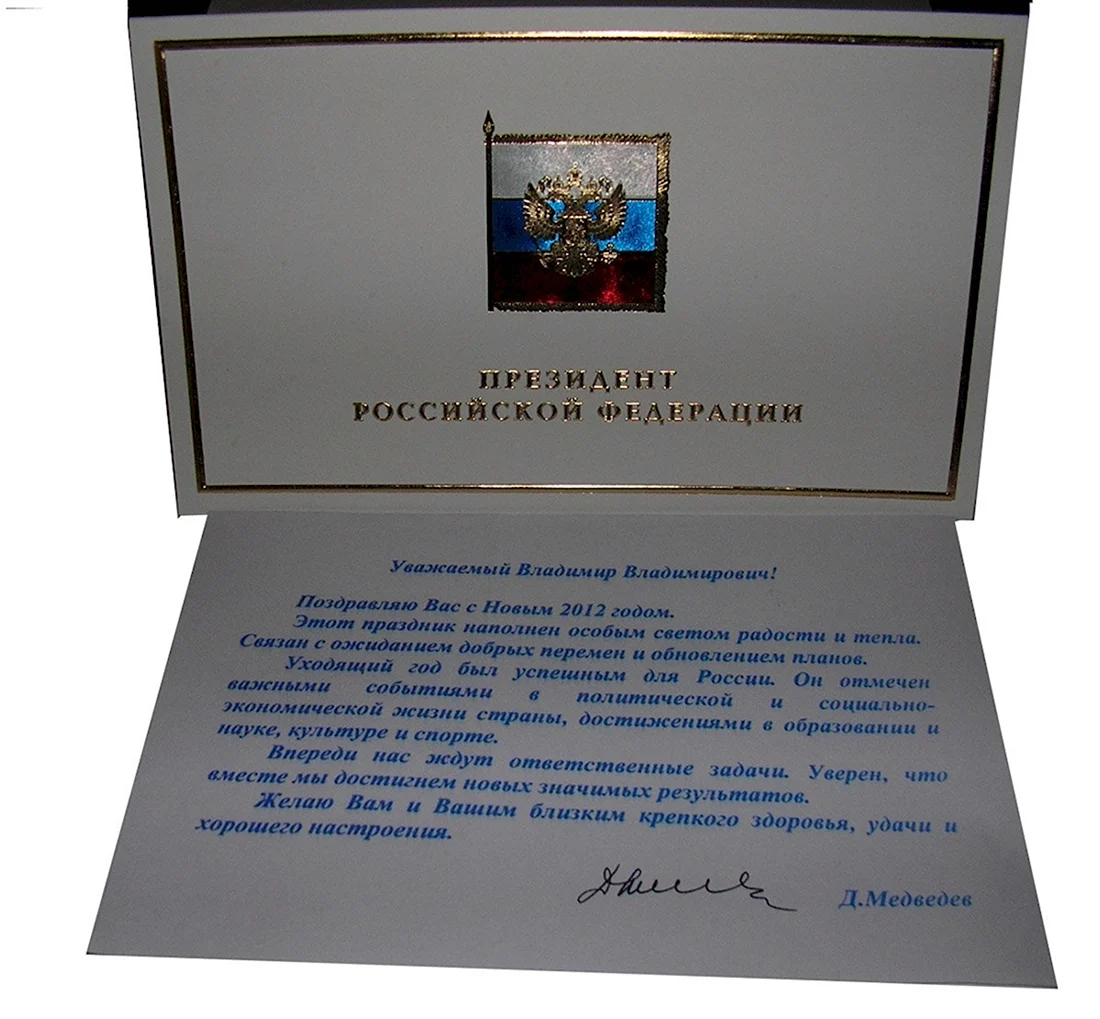 ПРЕЗИДЕНТ
РОССИЙСКОЙ ФЕДЕРАЦИИ
Уважаемый Владимир Владимирович!
Поздравляю Вас с Новым 2012 годом.
Этот праздник наполнен особым светом радости и тепла.
Связан с ожиданием добрых перемен и обновлением планов.
Уходящий год был успешным для России. Он отмечен
важными событиями в политической и социально-
экономической жизни страны, достижениями в образовании и
науке, культуре и спорте.
Впереди нас ждут ответственные задачи. Уверен, что
вместе мы достигнем новых значимых результатов.
Желаю Вам и Вашим близким крепкого здоровья, удачи и
хорошего настроения.
Д.Медведев